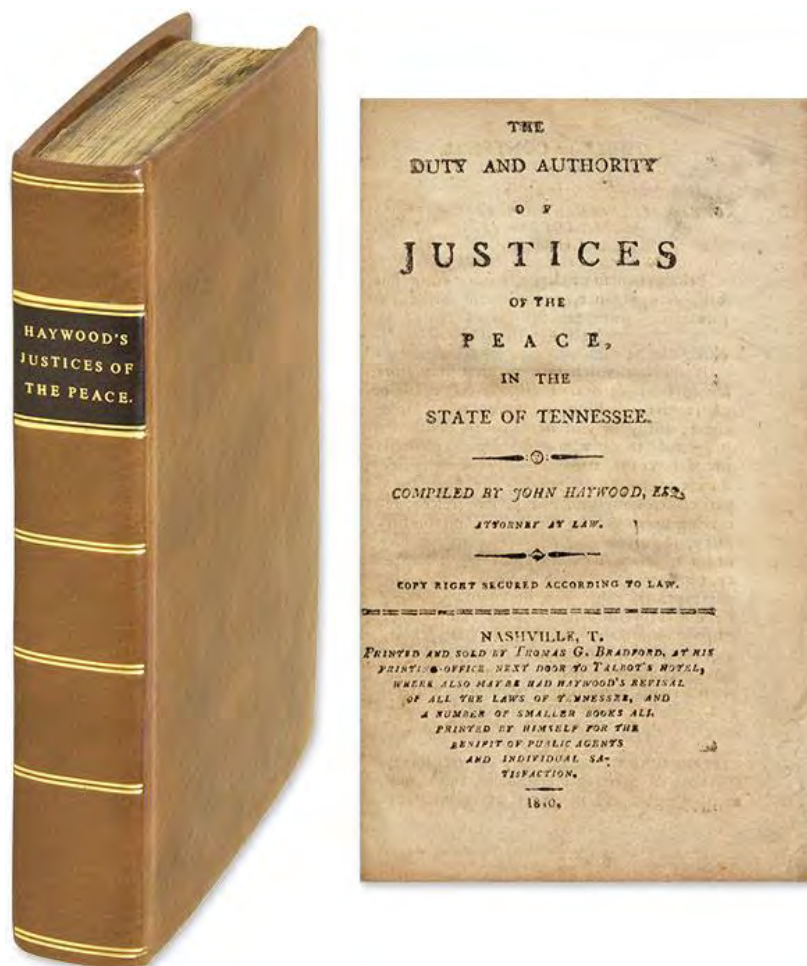 HAYWOOD'S
JUSTICES OF
THE PEACE.
THE
DUTY AND AUTHORITY
OF
JUSTICES
OF THE
PEACE,
IN THE
STATE OF TENNESSEE.
COMPILED BY JOHN HAYWOOD, ESQ.
ATTORNEY AT LAW.
COPY RIGHT SECURED ACCORDING TO LAW.
NASHVILLE, T.
PRINTED AND SOLD BY THOMAS G. BRADFORD, AT HIS
PRINTING-OFFICE NEXT DOOR TO TALBOT'S HOTEL,
WHERE ALSO MAY BE HAD HAYWOOD'S REVISAL
OF ALL THE LAWS OF TENNESSEE, AND
A NUMBER OF SMALLER BOOKS ALL
PRINTED BY HIMSELF FOR THE
BENIFIT OF PUBLIC AGENTS
AND INDIVIDUAL SA-
TISFACTION.
1810.